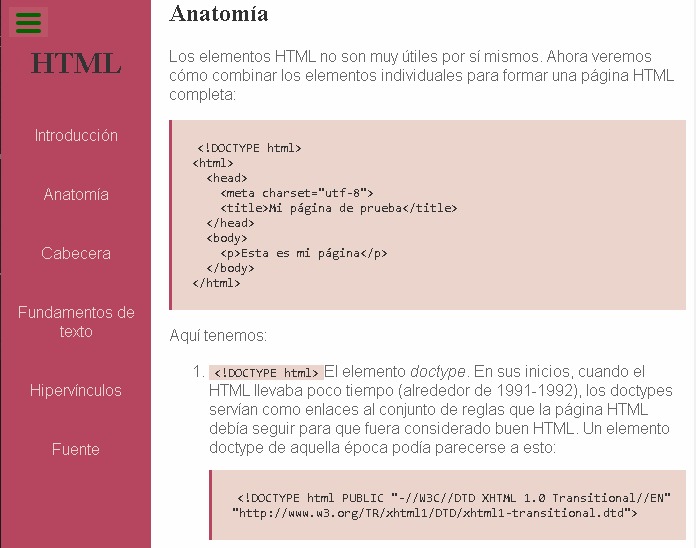 HTML
Introducción
Anatomía
Cabecera
Fundamentos de
texto
Hipervínculos
Fuente
Anatomía
Los elementos HTML no son muy útiles por sí mismos. Ahora veremos
cómo combinar los elementos individuales para formar una página HTML
completa:
<!DOCTYPE html>
<html>
  <head>
    <meta charset="utf-8">
    <title>Mi página de prueba</title>
  </head>
  <body>
    <p>Esta es mi página</p>
  </body>
</html>
Aquí tenemos:
1. <!DOCTYPE html> El elemento doctype. En sus inicios, cuando el
HTML llevaba poco tiempo (alrededor de 1991-1992), los doctypes
servían como enlaces al conjunto de reglas que la página HTML
debía seguir para que fuera considerado buen HTML. Un elemento
doctype de aquella época podía parecerse a esto:
<!DOCTYPE html PUBLIC "-//W3C//DTD XHTML 1.0 Transitional//EN"
"http://www.w3.org/TR/xhtml1/DTD/xhtml1-transitional.dtd">